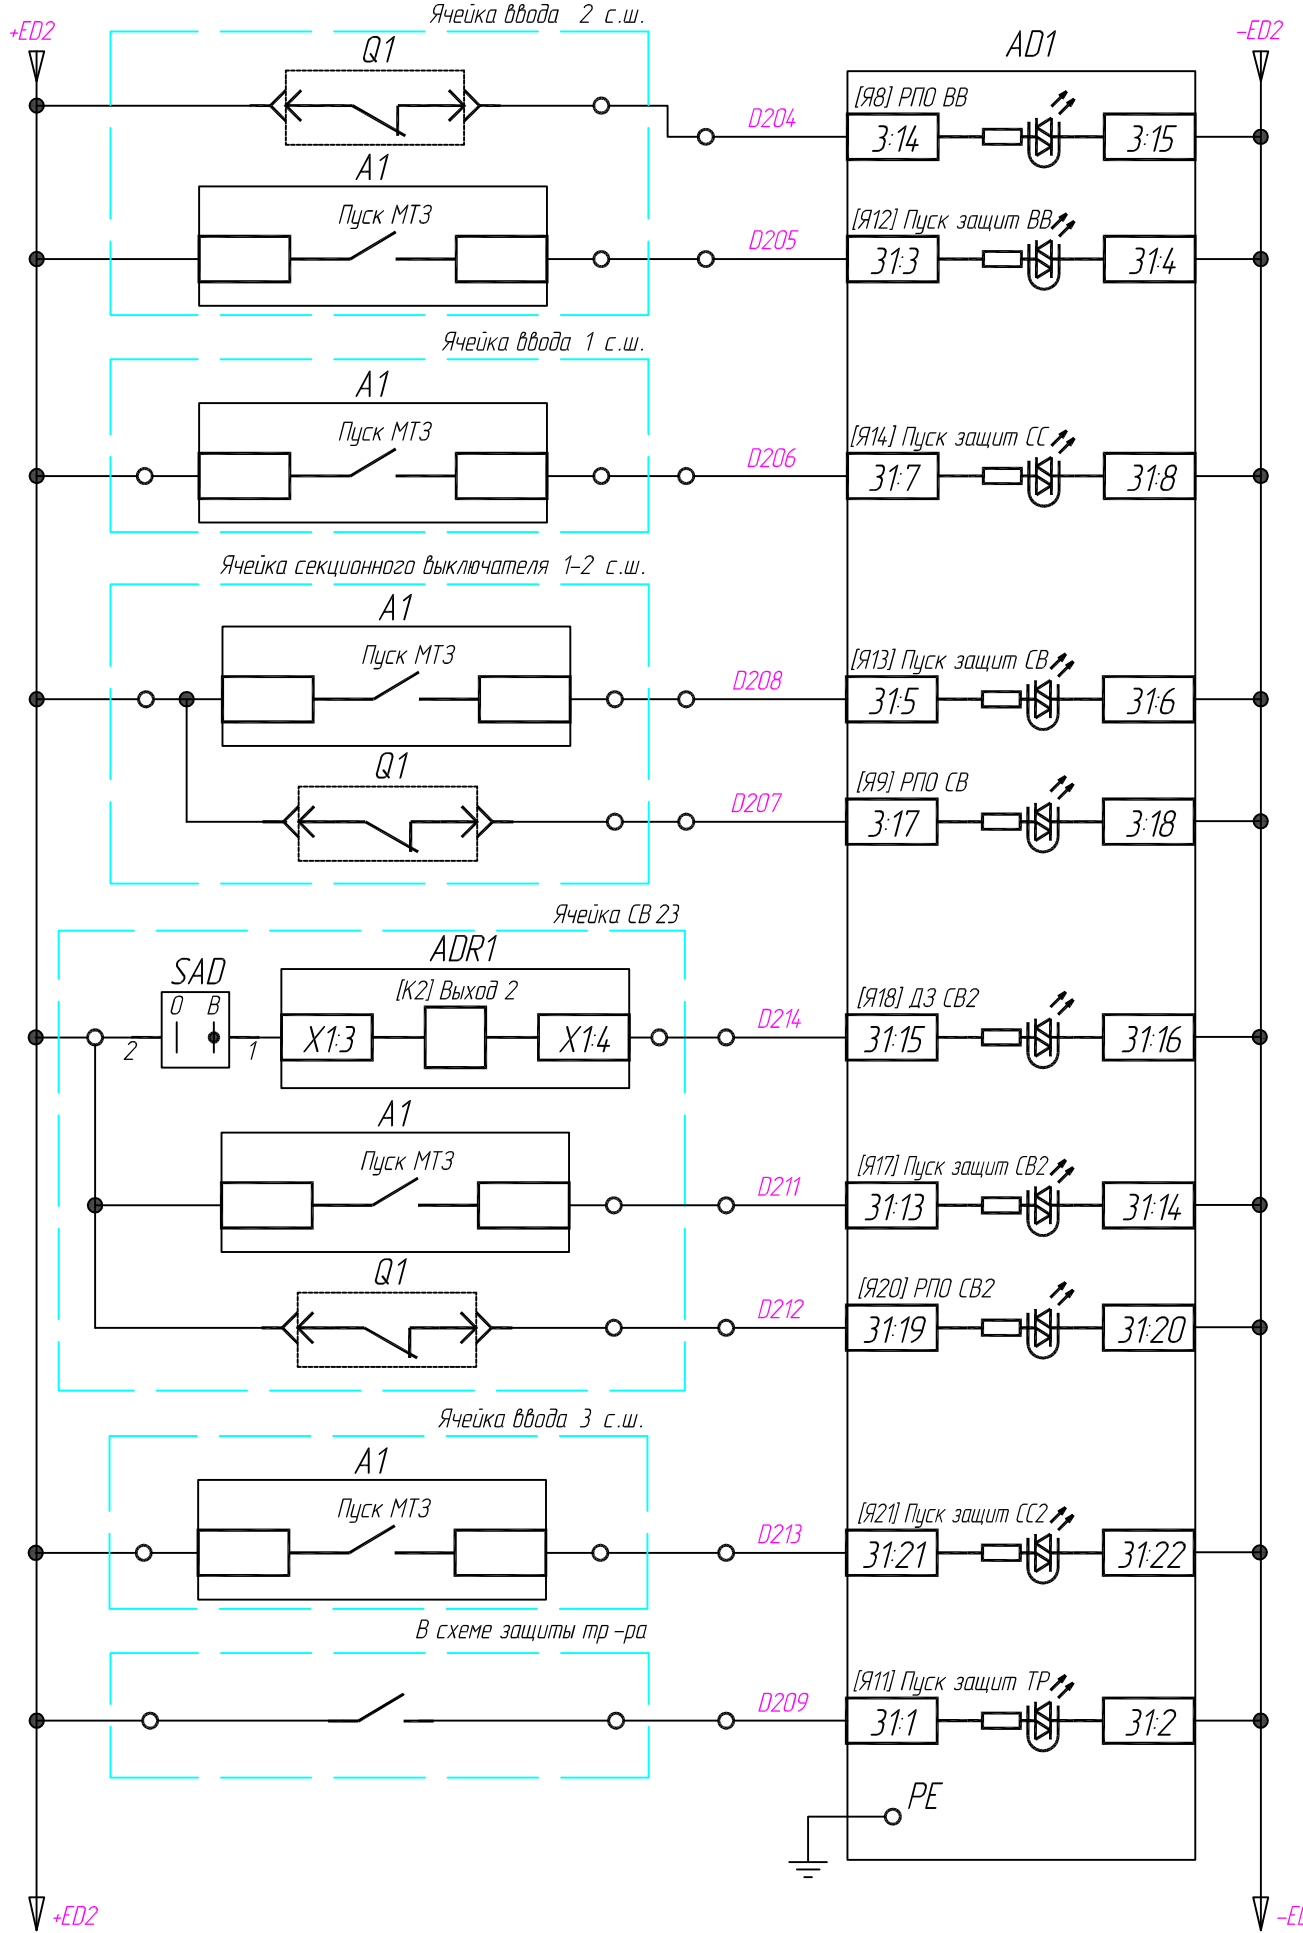 +ED2
Ячейка ввода 2 с.ш.
-ED2
Q1
AD1
[Я8] РПО ВВ
D204
3:14
3:15
A1
Пуск МТЗ
[Я12] Пуск защит ВВ
D205
31:3
31:4
Ячейка ввода 1 с.ш.
A1
Пуск МТЗ
[Я14] Пуск защит СС
D206
31:7
31:8
Ячейка секционного выключателя 1-2 с.ш.
A1
Пуск МТЗ
[Я13] Пуск защит СВ
D208
31:5
31:6
Q1
[Я9] РПО СВ
D207
3:17
3:18
Ячейка СВ 23
ADR1
SAD
О В
[K2] Выход 2
[Я18] ДЗ СВ2
D214
2
1
X1:3
X1:4
31:15
31:16
A1
Пуск МТЗ
[Я17] Пуск защит СВ2
D211
31:13
31:14
Q1
[Я20] РПО СВ2
D212
31:19
31:20
Ячейка ввода 3 с.ш.
A1
Пуск МТЗ
[Я21] Пуск защит СС2
D213
31:21
31:22
В схеме защиты тр-ра
[Я11] Пуск защит ТР
D209
31:1
31:2
PE
+ED2